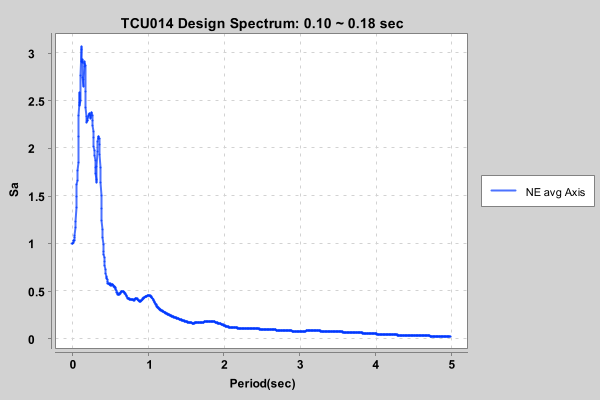 TCU014 Design Spectrum: 0.10 ~ 0.18 sec
3
2.5
2
1.5
1
0.5
0
Sa
0 1 2 3 4 5
Period(sec)
NE avg Axis